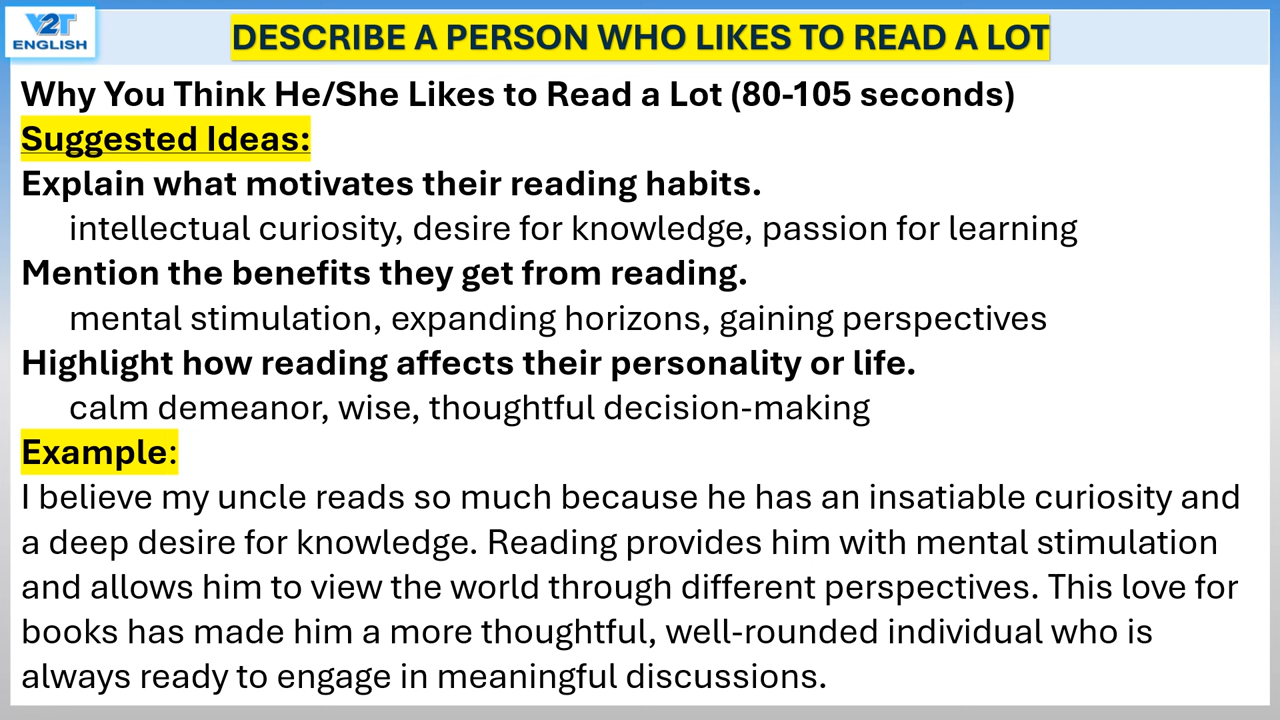 Y2T
ENGLISH
DESCRIBE A PERSON WHO LIKES TO READ A LOT
Why You Think He/She Likes to Read a Lot (80-105 seconds)
Suggested Ideas:
Explain what motivates their reading habits.
intellectual curiosity, desire for knowledge, passion for learning
Mention the benefits they get from reading.
mental stimulation, expanding horizons, gaining perspectives
Highlight how reading affects their personality or life.
calm demeanor, wise, thoughtful decision-making
Example:
I believe my uncle reads so much because he has an insatiable curiosity and
a deep desire for knowledge. Reading provides him with mental stimulation
and allows him to view the world through different perspectives. This love for
books has made him a more thoughtful, well-rounded individual who is
always ready to engage in meaningful discussions.